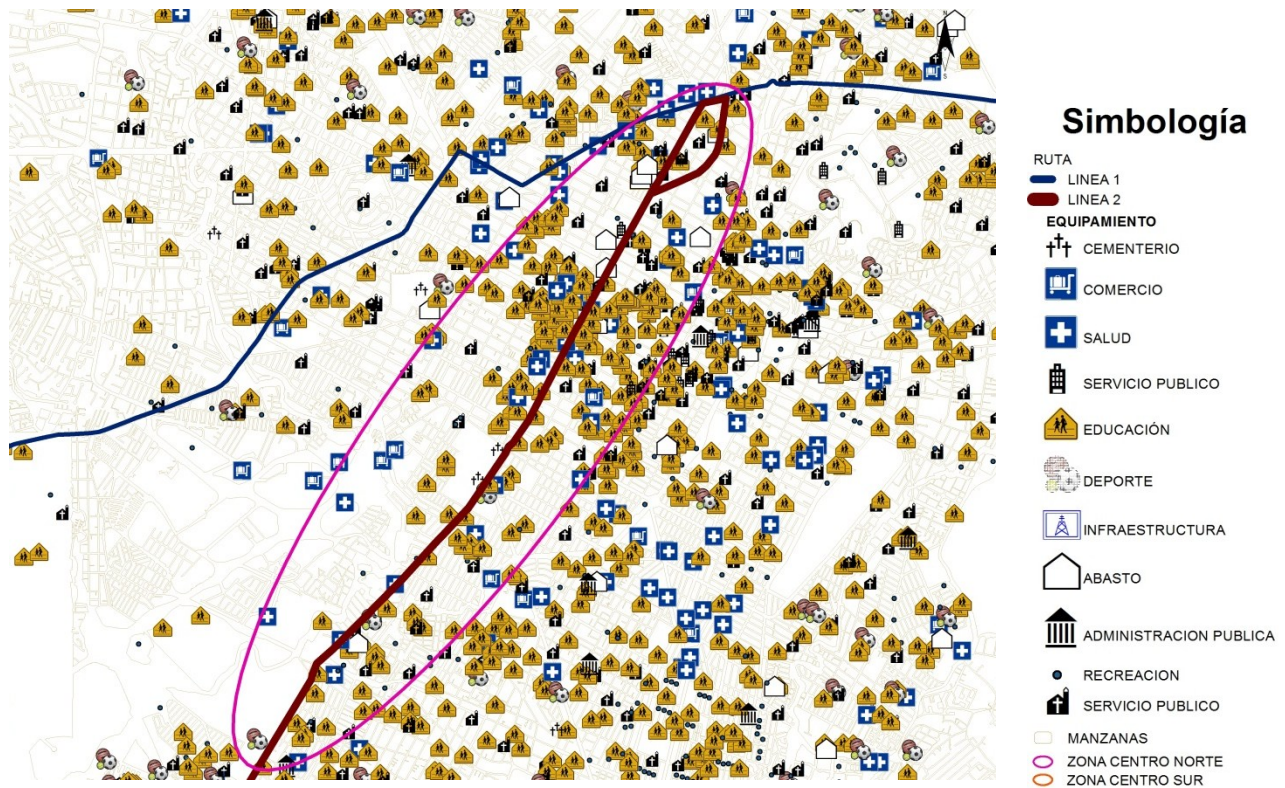 N
S
Simbología
RUTA
LINEA 1
LINEA 2
EQUIPAMIENTO
CEMENTERIO
COMERCIO
SALUD
SERVICIO PUBLICO
EDUCACIÓN
DEPORTE
INFRAESTRUCTURA
ABASTO
ADMINISTRACION PUBLICA
RECREACION
SERVICIO PUBLICO
MANZANAS
ZONA CENTRO NORTE
ZONA CENTRO SUR